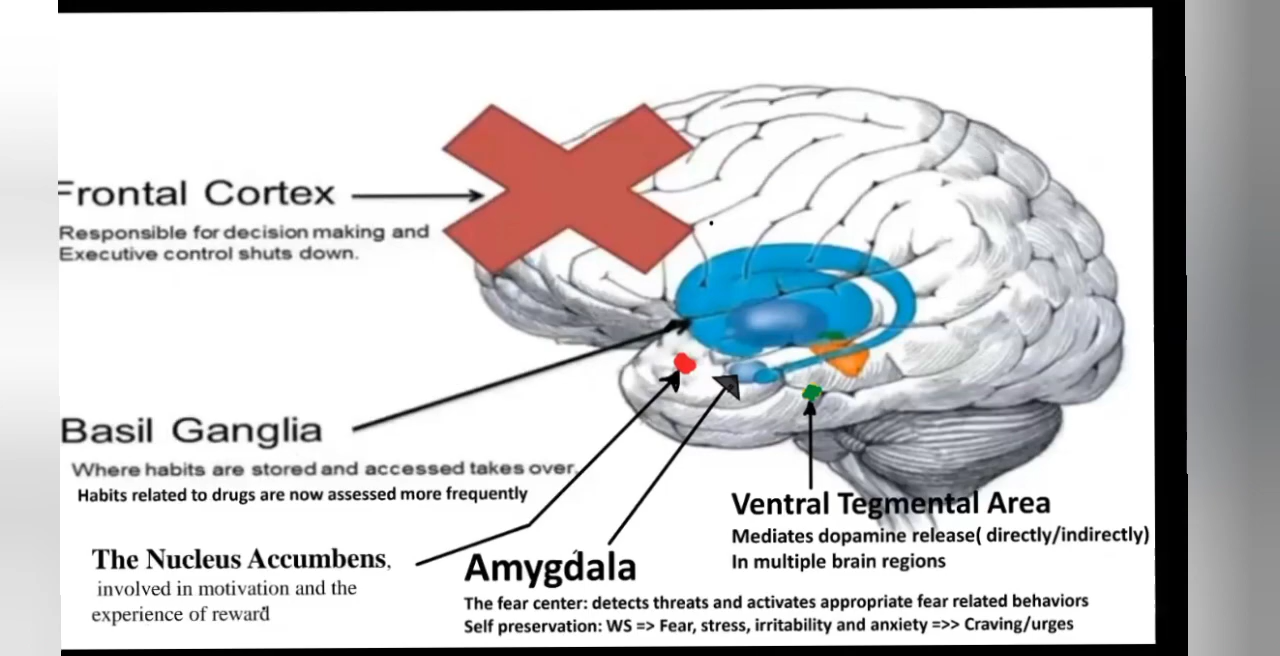 Frontal Cortex
Responsible for decision making and
Executive control shuts down.
Basil Ganglia
Where habits are stored and accessed takes over.
Habits related to drugs are now assessed more frequently
The Nucleus Accumbens,
involved in motivation and the
experience of reward
Amygdala
The fear center: detects threats and activates appropriate fear related behaviors
Self preservation: WS => Fear, stress, irritability and anxiety =>> Craving/urges
Ventral Tegmental Area
Mediates dopamine release( directly/indirectly)
In multiple brain regions